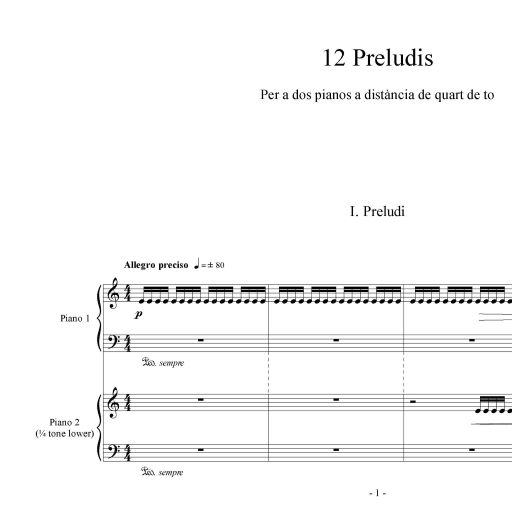 12 Preludis
Per a dos pianos a distància de quart de to
I. Preludi
Allegro preciso ♩=± 80
Piano 1
p
Ped. sempre
Piano 2
(¼ tone lower)
Ped. sempre
- 1 -